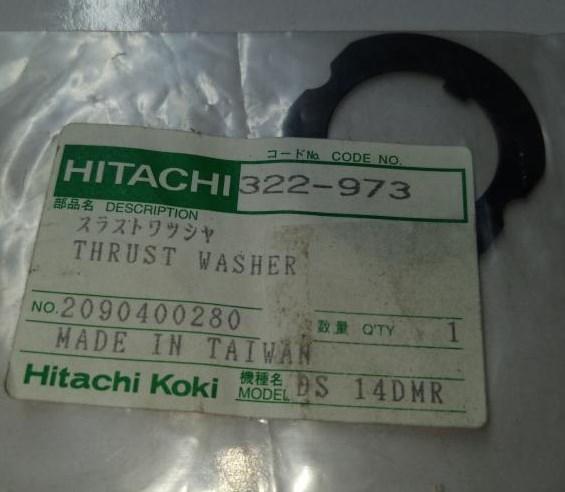 コードNo. CODE NO.
HITACHI 322-973
部品名 DESCRIPTION
スラストワッシャ
THRUST WASHER
NO. 2090400280 数量 Q'TY 1
MADE IN TAIWAN
Hitachi Koki 機種名 MODEL DS 14DMR